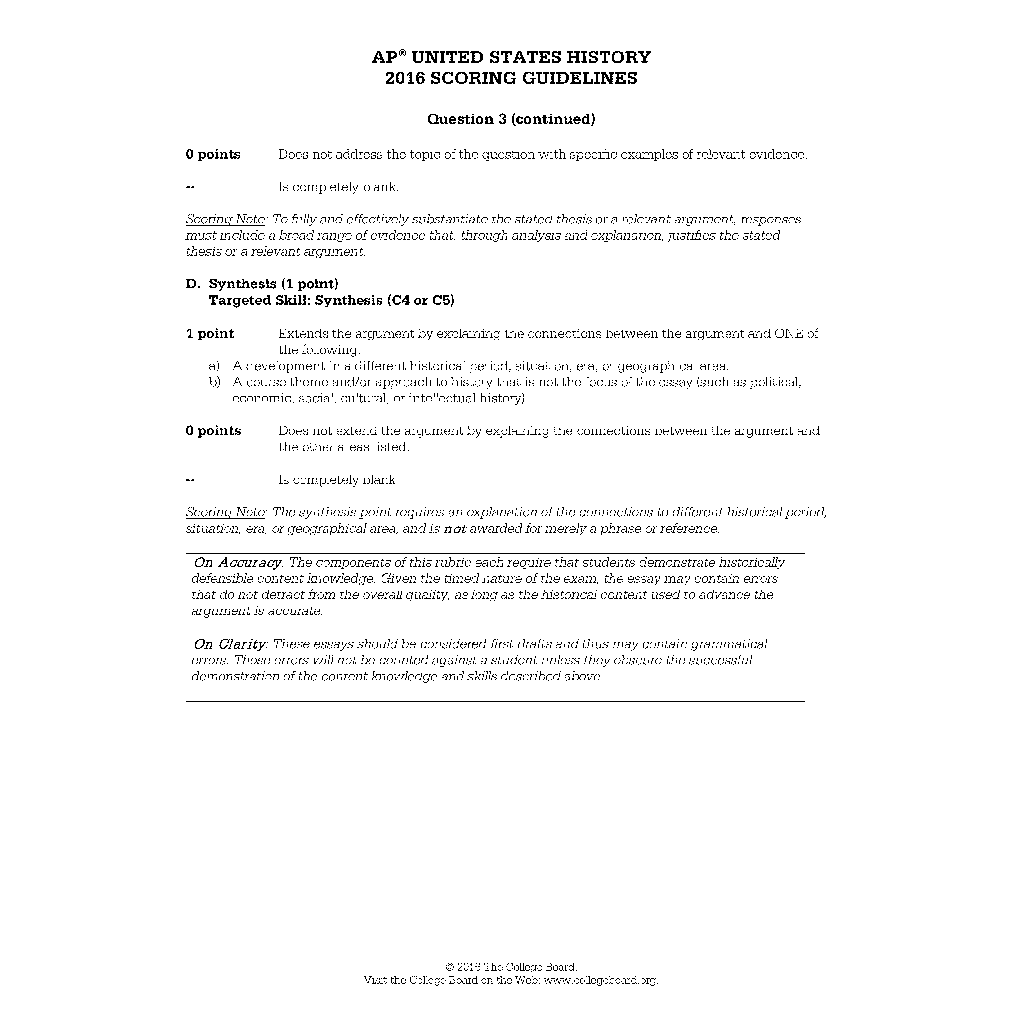 AP® UNITED STATES HISTORY
2016 SCORING GUIDELINES
Question 3 (continued)
0 points Does not address the topic of the question with specific examples of relevant evidence.
-- Is completely blank.
Scoring Note: To fully and effectively substantiate the stated thesis or a relevant argument, responses
must include a broad range of evidence that, through analysis and explanation, justifies the stated
thesis or a relevant argument.
D. Synthesis (1 point)
Targeted Skill: Synthesis (C4 or C5)
1 point Extends the argument by explaining the connections between the argument and ONE of
the following.
a) A development in a different historical period, situation, era, or geographical area.
b) A course theme and/or approach to history that is not the focus of the essay (such as political,
economic, social, cultural, or intellectual history)
0 points Does not extend the argument by explaining the connections between the argument and
the other areas listed.
-- Is completely blank
Scoring Note: The synthesis point requires an explanation of the connections to different historical period,
situation, era, or geographical area, and is not awarded for merely a phrase or reference.
On Accuracy: The components of this rubric each require that students demonstrate historically
defensible content knowledge. Given the timed nature of the exam, the essay may contain errors
that do not detract from the overall quality, as long as the historical content used to advance the
argument is accurate.
On Clarity: These essays should be considered first drafts and thus may contain grammatical
errors. Those errors will not be counted against a student unless they obscure the successful
demonstration of the content knowledge and skills described above
© 2016 The College Board.
Visit the College Board on the Web: www.collegeboard.org.